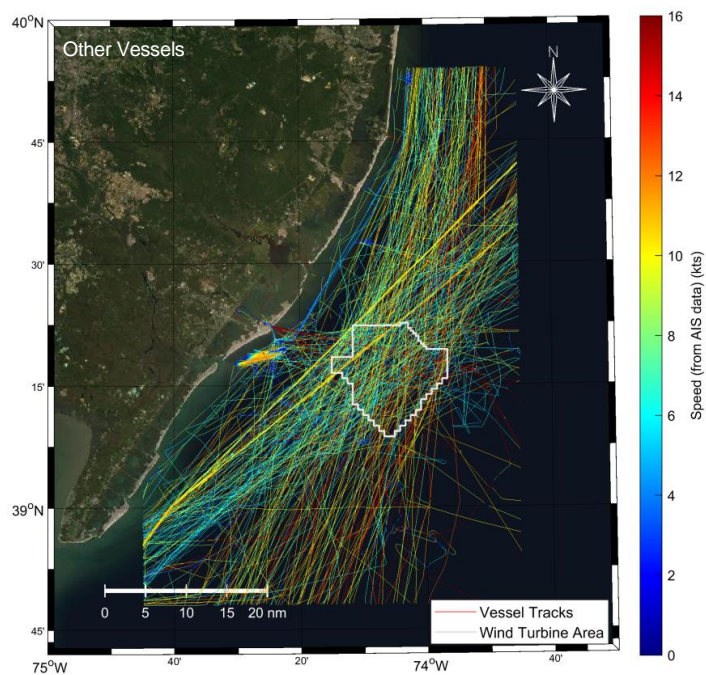 40°N
Other Vessels
N
45'
30'
15'
39°N
45'
0 5 10 15 20 nm
Vessel Tracks
Wind Turbine Area
75°W 40' 20' 74°W 40'
16
14
12
10
8
6
4
2
0
Speed (from AIS data) (kts)